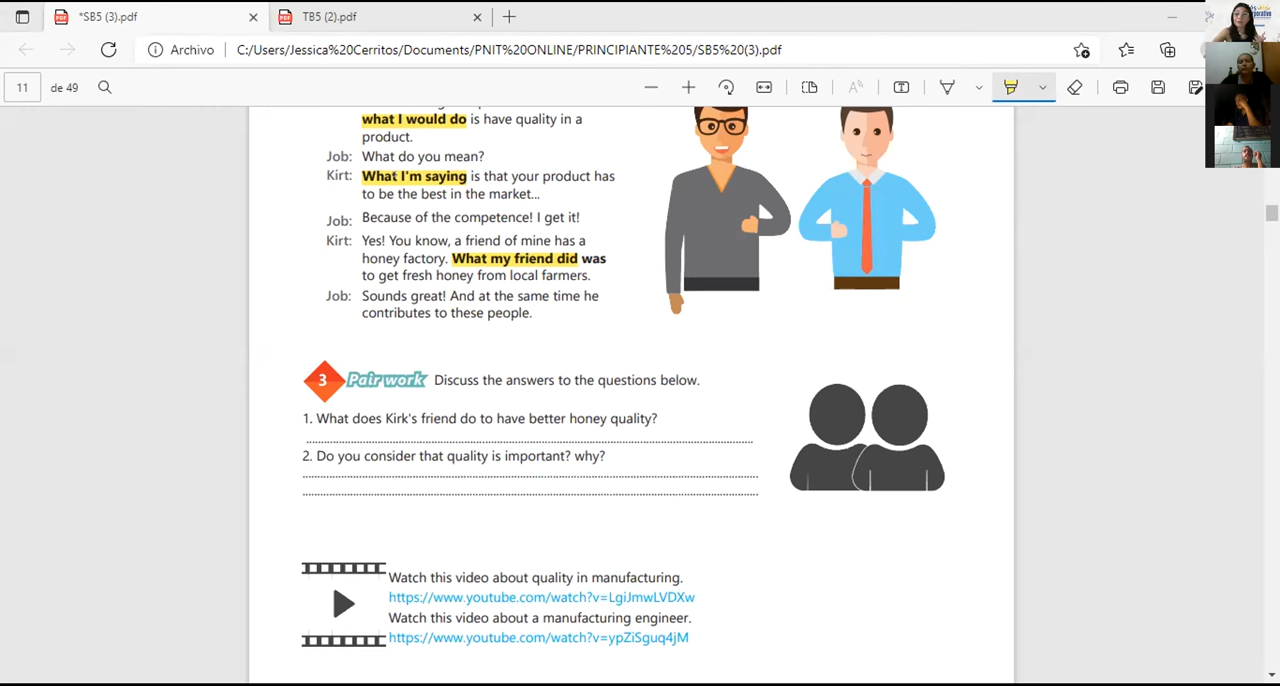 *SB5 (3).pdf
TB5 (2).pdf
Archivo
C:/Users/Jessica%20Cerritos/Documents/PNIT%20ONLINE/PRINCIPIANTE%205/SB5%20(3).pdf
11 de 49
what I would do is have quality in a
product.
Job: What do you mean?
Kirt: What I'm saying is that your product has
to be the best in the market...
Job: Because of the competence! I get it!
Kirt: Yes! You know, a friend of mine has a
honey factory. What my friend did was
to get fresh honey from local farmers.
Job: Sounds great! And at the same time he
contributes to these people.
3 Pair work Discuss the answers to the questions below.
1. What does Kirk's friend do to have better honey quality?
2. Do you consider that quality is important? why?
Watch this video about quality in manufacturing.
https://www.youtube.com/watch?v=LgiJmwLVDXw
Watch this video about a manufacturing engineer.
https://www.youtube.com/watch?v=ypZiSguq4jM